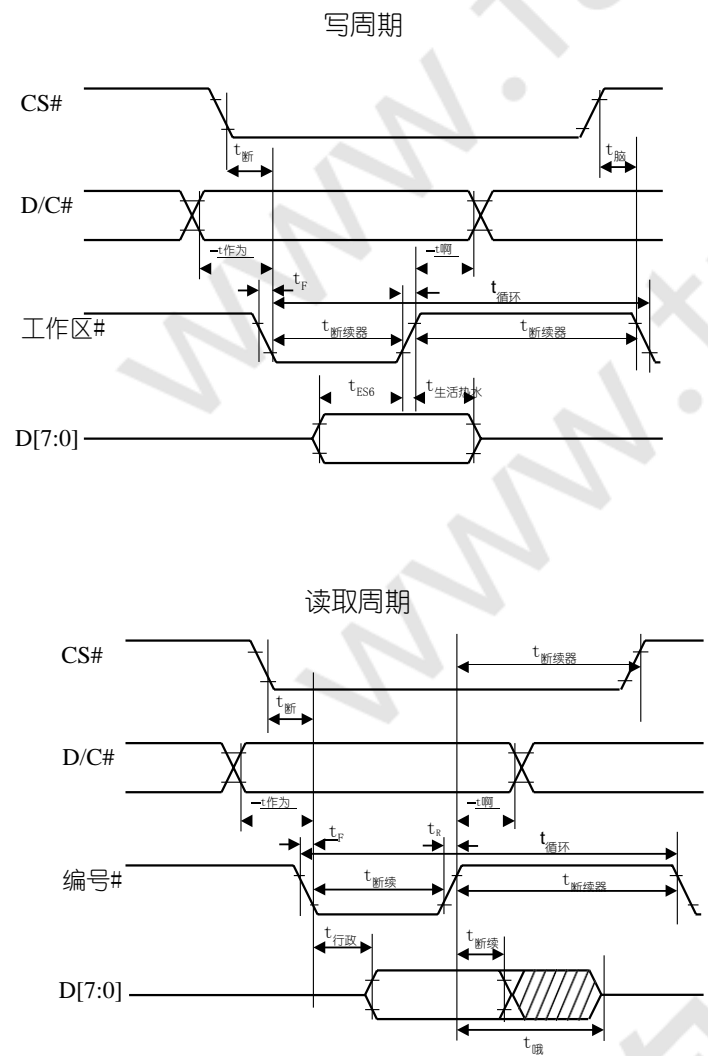 写周期
CS#
t断
t脑
D/C#
t作为
t啊
tF
t循环
工作区#
t断续器
t断续器
tES6
t生活热水
D[7:0]
读取周期
CS#
t断续器
t断
D/C#
t作为
t啊
tF
tR
t循环
编号#
t断续
t断续器
t行政
t断续
D[7:0]
t哦